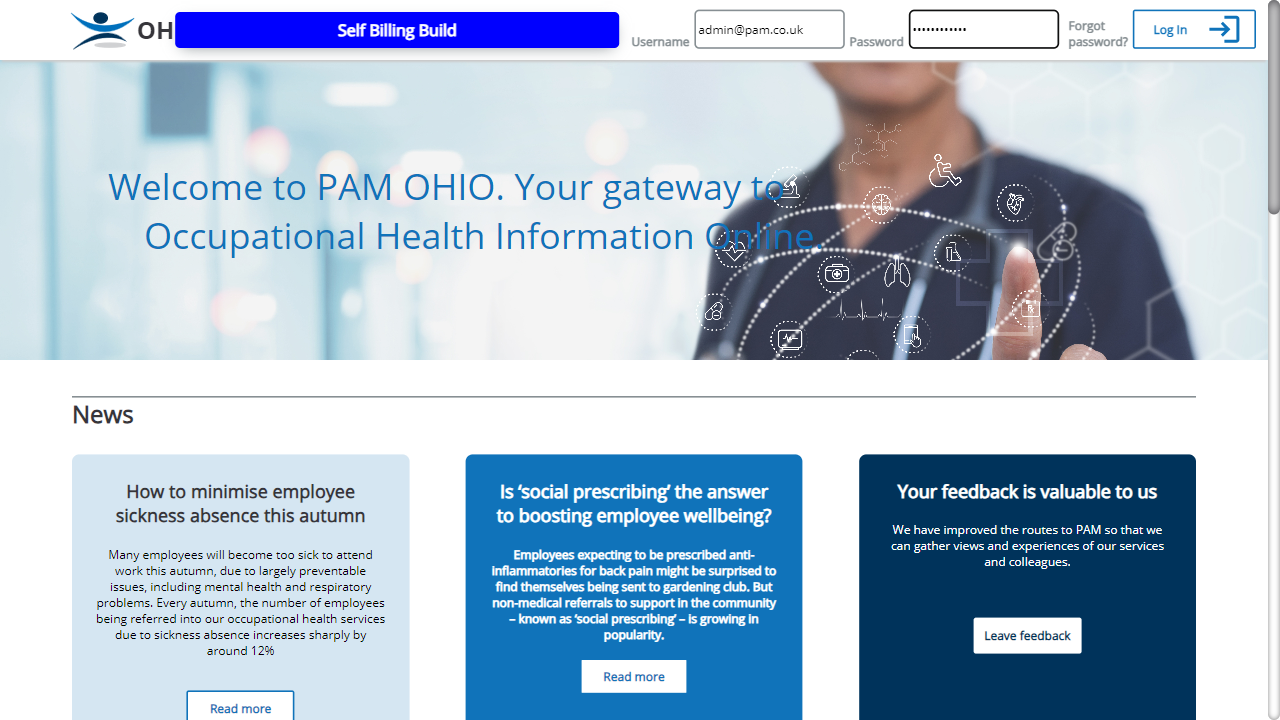 OH
Self Billing Build
Username
admin@pam.co.uk
Password
••••••••••••
Forgot
password?
Log In
Welcome to PAM OHIO. Your gateway to
Occupational Health Information Online.
News
How to minimise employee
sickness absence this autumn
Many employees will become too sick to attend
work this autumn, due to largely preventable
issues, including mental health and respiratory
problems. Every autumn, the number of employees
being referred into our occupational health services
due to sickness absence increases sharply by
around 12%
Read more
Is ‘social prescribing’ the answer
to boosting employee wellbeing?
Employees expecting to be prescribed anti-
inflammatories for back pain might be surprised to
find themselves being sent to gardening club. But
non-medical referrals to support in the community
– known as ‘social prescribing’ – is growing in
popularity.
Read more
Your feedback is valuable to us
We have improved the routes to PAM so that we
can gather views and experiences of our services
and colleagues.
Leave feedback